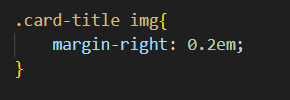 .card-title img{
    margin-right: 0.2em;
}